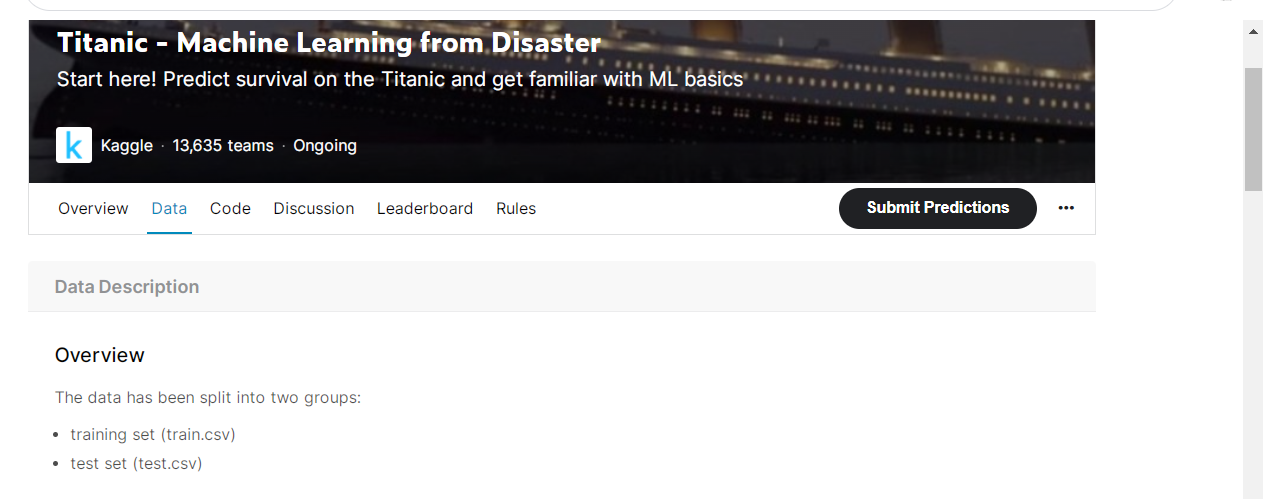 Titanic - Machine Learning from Disaster
Start here! Predict survival on the Titanic and get familiar with ML basics
k Kaggle · 13,635 teams · Ongoing
Overview Data Code Discussion Leaderboard Rules Submit Predictions •••
Data Description
Overview
The data has been split into two groups:
• training set (train.csv)
• test set (test.csv)